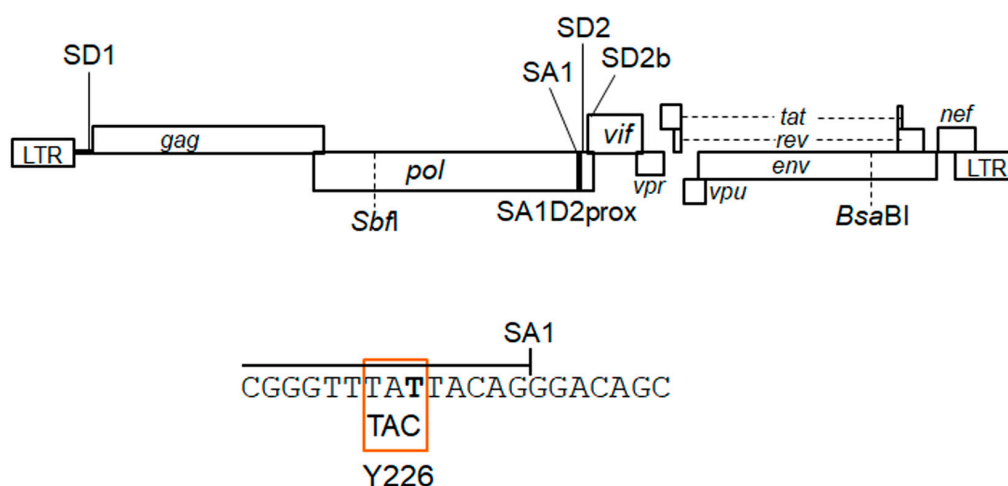 SD1
SD2
SA1
SD2b
LTR
gag
pol
vif
vpr
tat
rev
env
vpu
nef
LTR
SbfI
SA1D2prox
BsaBI
SA1
CGGGTTTATTACAGGGACAGC
TAC
Y226